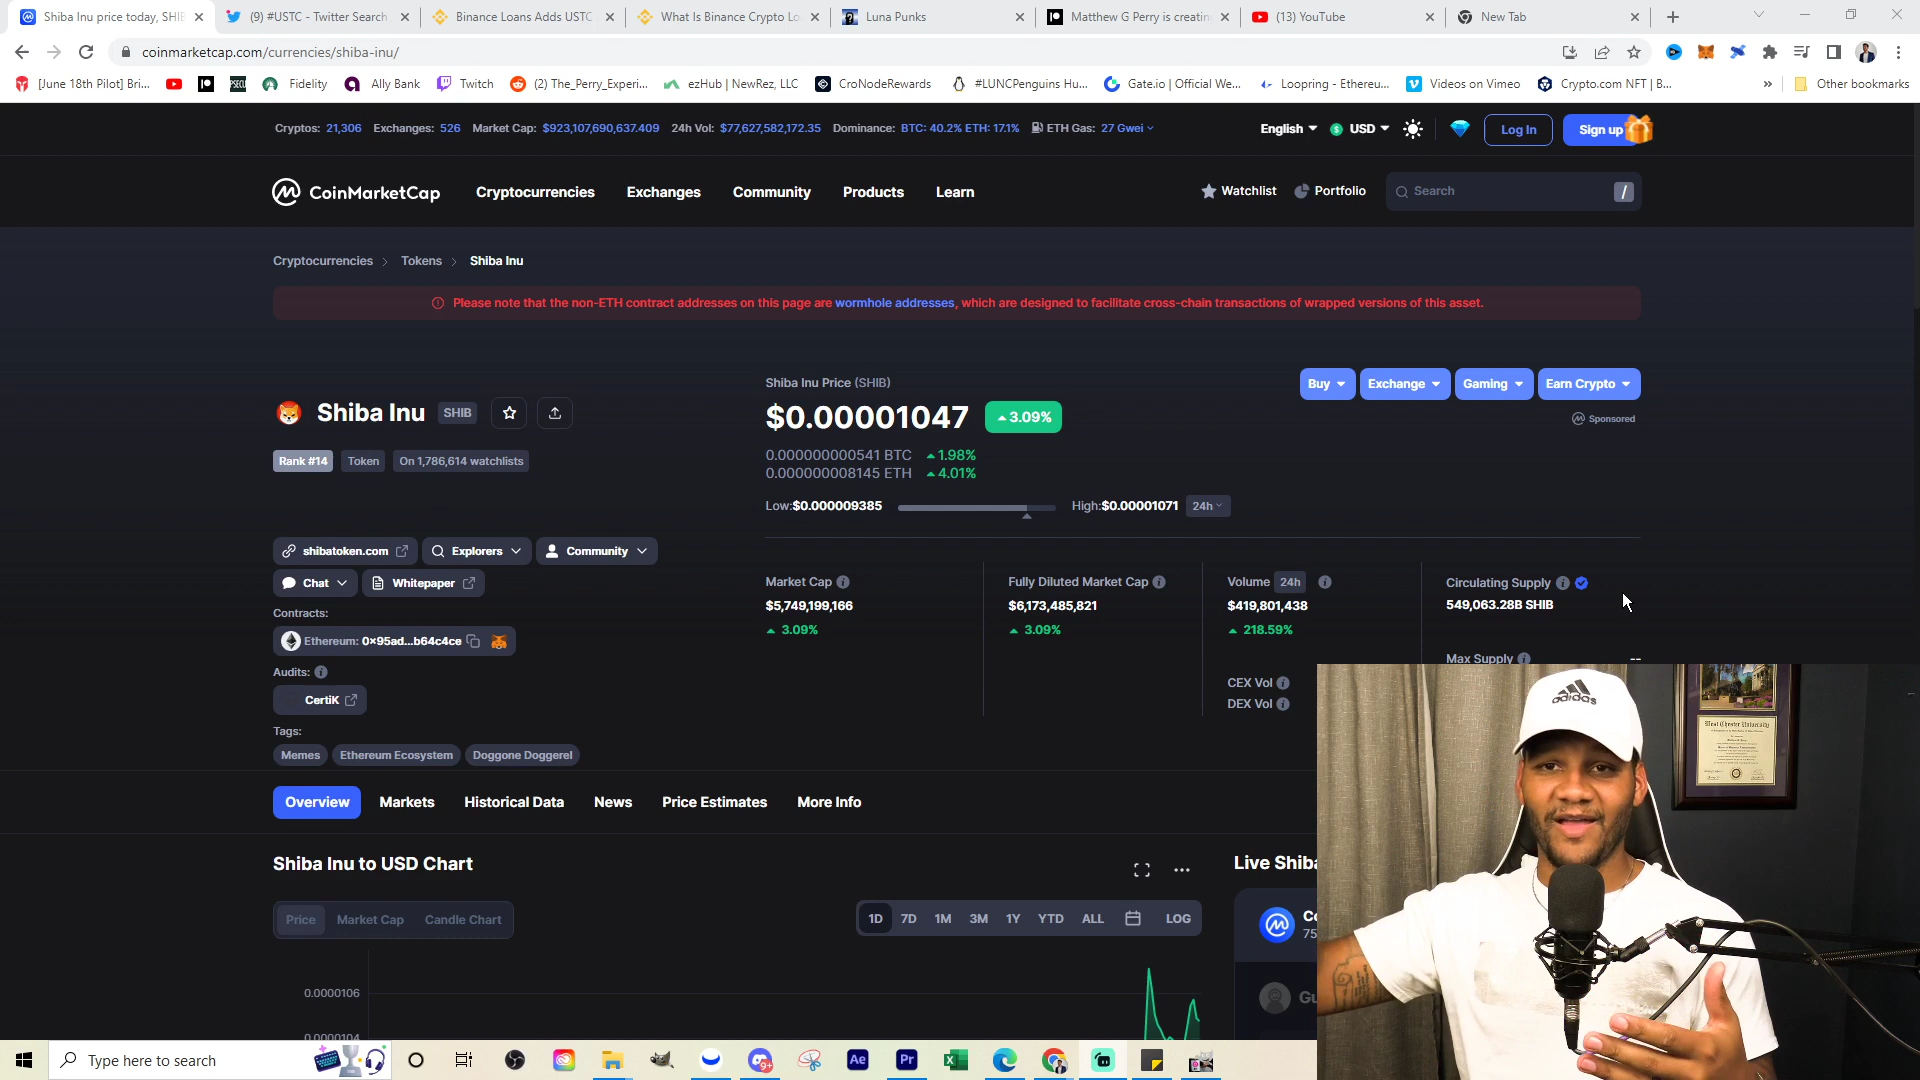 Shiba Inu price today, SHIB
(9) #USTC - Twitter Search
Binance Loans Adds USTC
What Is Binance Crypto Lo
Luna Punks
Matthew G Perry is creatin
(13) YouTube
New Tab
coinmarketcap.com/currencies/shiba-inu/
[June 18th Pilot] Bri...
Fidelity
Ally Bank
Twitch
(2) The_Perry_Experi...
ezHub | NewRez, LLC
CroNodeRewards
#LUNCPenguins Hu...
Gate.io | Official We...
Loopring - Ethereu...
Videos on Vimeo
Crypto.com NFT | B...
»
Other bookmarks
Cryptos: 21,306 Exchanges: 526 Market Cap: $923,107,690,637.409 24h Vol: $77,627,582,172.35 Dominance: BTC: 40.2% ETH: 17.1% ETH Gas: 27 Gwei
English USD Log In Sign up
CoinMarketCap Cryptocurrencies Exchanges Community Products Learn
Watchlist Portfolio Search /
Cryptocurrencies > Tokens > Shiba Inu
Please note that the non-ETH contract addresses on this page are wormhole addresses, which are designed to facilitate cross-chain transactions of wrapped versions of this asset.
Shiba Inu Price (SHIB)
Buy Exchange Gaming Earn Crypto
Shiba Inu SHIB
$0.00001047 3.09%
Sponsored
Rank #14 Token On 1,786,614 watchlists
0.000000000541 BTC 1.98%
0.000000008145 ETH 4.01%
Low:$0.000009385 High:$0.00001071 24h
shibatoken.com Explorers Community
Chat Whitepaper
Contracts:
Ethereum: 0x95ad...b64c4ce
Audits:
CertiK
Tags:
Memes Ethereum Ecosystem Doggone Doggerel
Market Cap
$5,749,199,166
3.09%
Fully Diluted Market Cap
$6,173,485,821
3.09%
Volume 24h
$419,801,438
218.59%
CEX Vol
DEX Vol
Circulating Supply
549,063.28B SHIB
Max Supply --
Overview Markets Historical Data News Price Estimates More Info
Shiba Inu to USD Chart
Live Shiba
Price Market Cap Candle Chart
1D 7D 1M 3M 1Y YTD ALL LOG
0.0000106
0.0000104
Co
75
Gu
adidas
West Chester University
Type here to search
9+
Ae
Pr